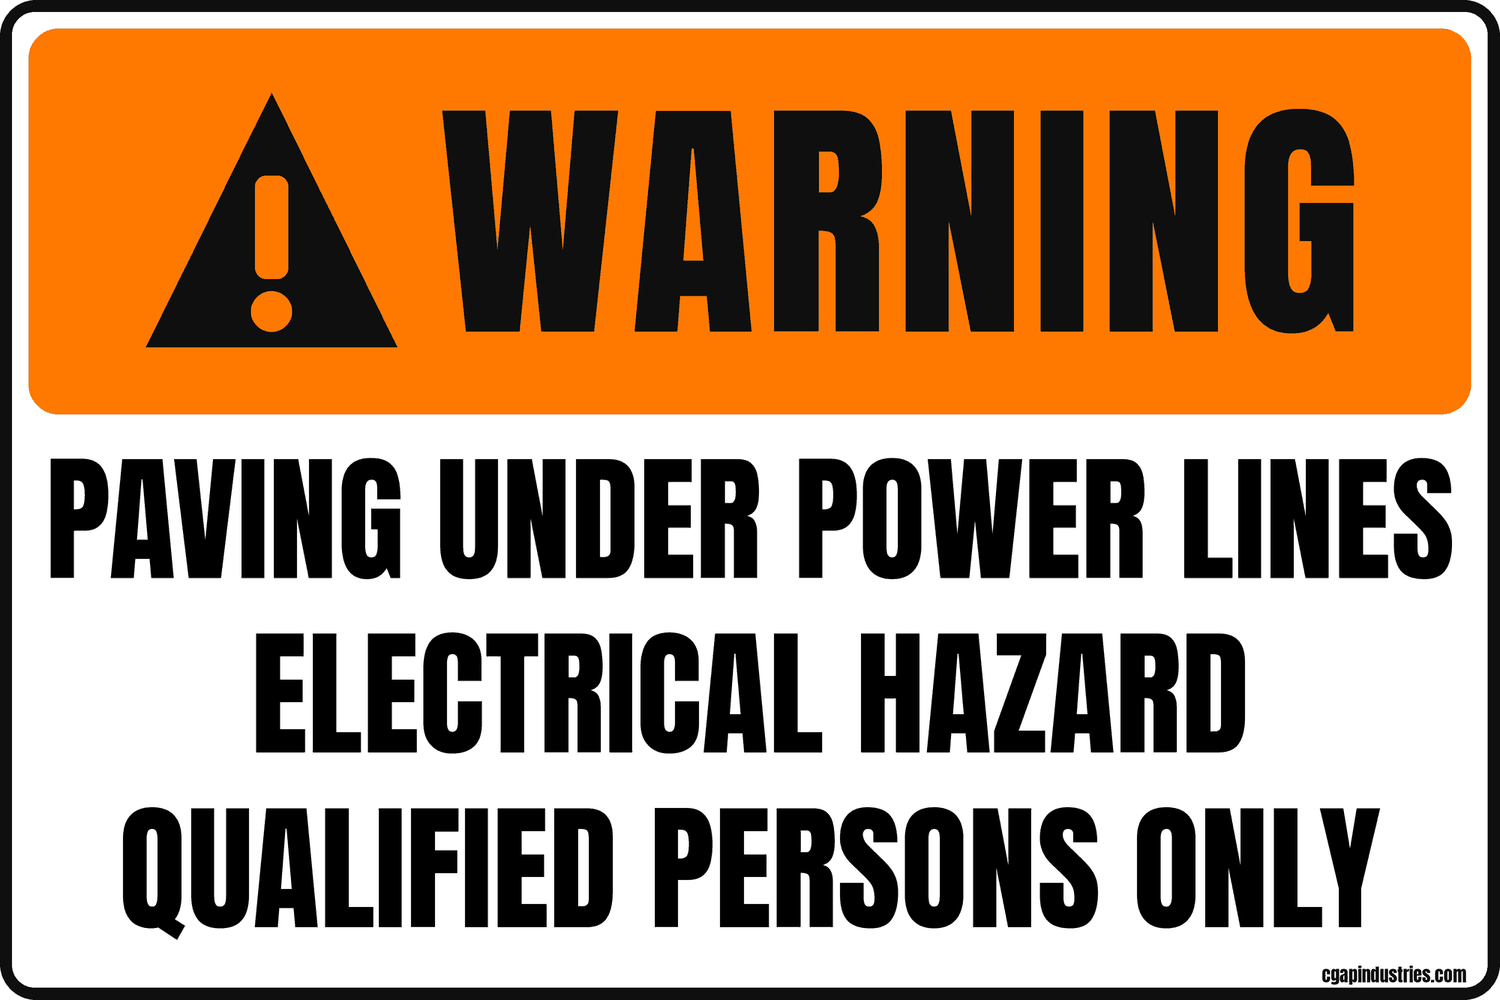 WARNING
PAVING UNDER POWER LINES
ELECTRICAL HAZARD
QUALIFIED PERSONS ONLY
cgapindustries.com